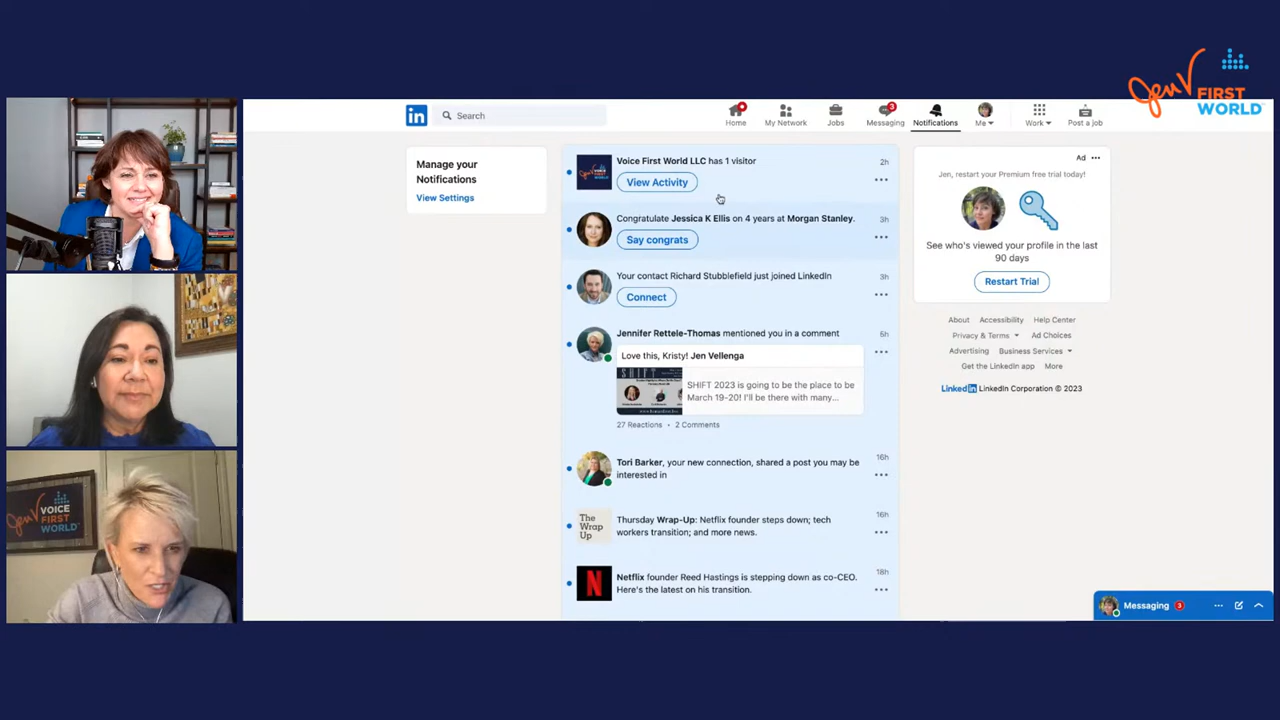 Jen V FIRST
WORLD
VOICE
Jen V FIRST
WORLD
in
Search
Home
My Network
Jobs
3
Messaging
Notifications
Me
Work
Post a job
Manage your
Notifications
View Settings
Voice First World LLC has 1 visitor
2h
View Activity
Congratulate Jessica K Ellis on 4 years at Morgan Stanley.
3h
Say congrats
Your contact Richard Stubblefield just joined LinkedIn
3h
Connect
Jennifer Rettele-Thomas mentioned you in a comment
6h
Love this, Kristy! Jen Vellenga
SHIFT
SHIFT 2023 is going to be the place to be
March 19-20! I'll be there with many...
27 Reactions • 2 Comments
Tori Barker, your new connection, shared a post you may be
interested in
16h
The
Wrap
Up
Thursday Wrap-Up: Netflix founder steps down; tech
workers transition; and more news.
16h
N
Netflix founder Reed Hastings is stepping down as co-CEO.
Here's the latest on his transition.
18h
Ad
Jen, restart your Premium free trial today!
See who's viewed your profile in the last
90 days
Restart Trial
About Accessibility Help Center
Privacy & Terms Ad Choices
Advertising Business Services
Get the LinkedIn app More
LinkedIn LinkedIn Corporation © 2023
Messaging 3